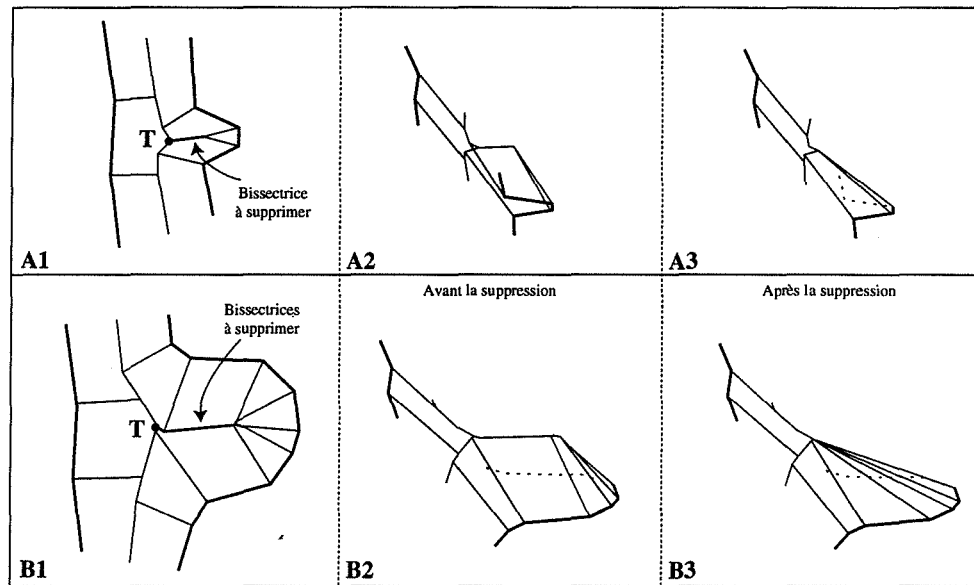 T
Bissectrice
à supprimer
A1
A2
A3
Avant la suppression
Après la suppression
Bissectrices
à supprimer
T
B1
B2
B3